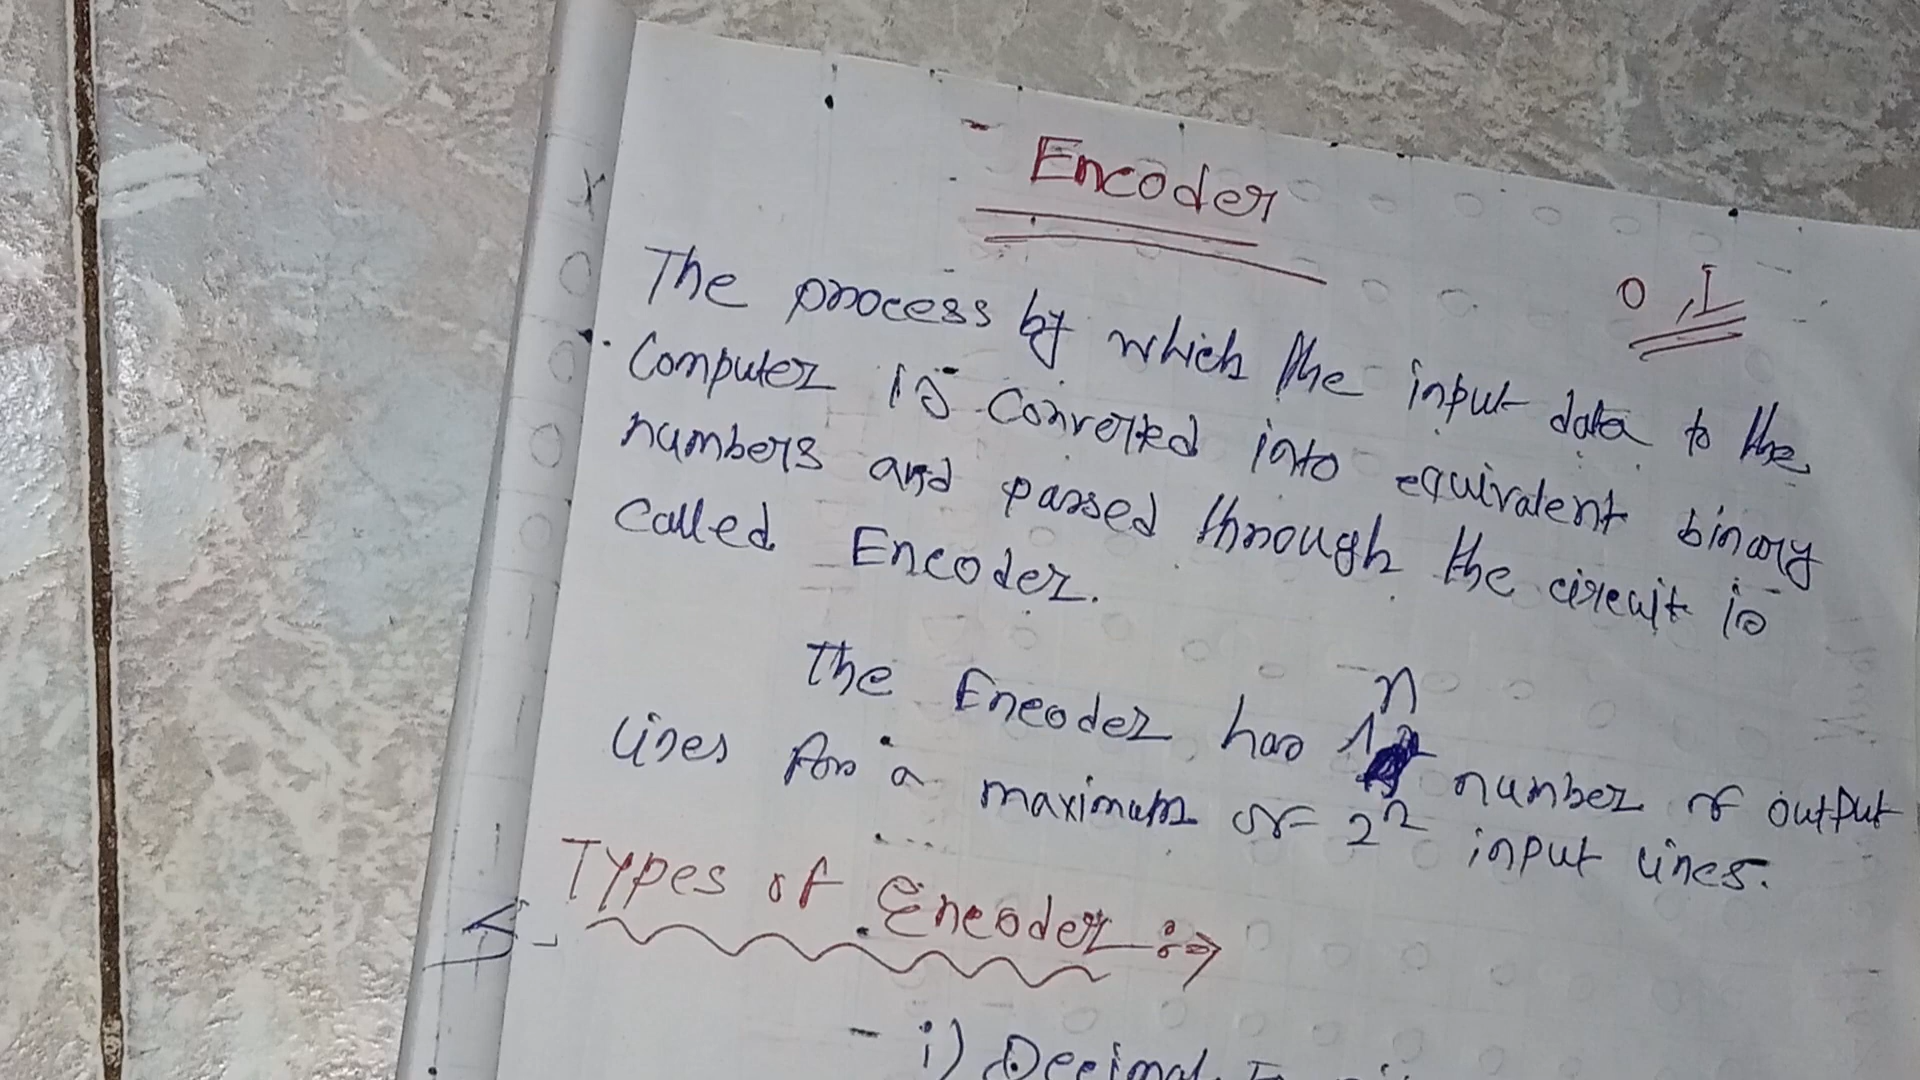 Encoder
0, 1
The process by which the input data to the
Computer is converted into equivalent binary
numbers and passed through the circuit is
called Encoder.
The Encoder has n number of output
lines for a maximum of 2ⁿ input lines.
Types of Encoder :→
i) Decimal